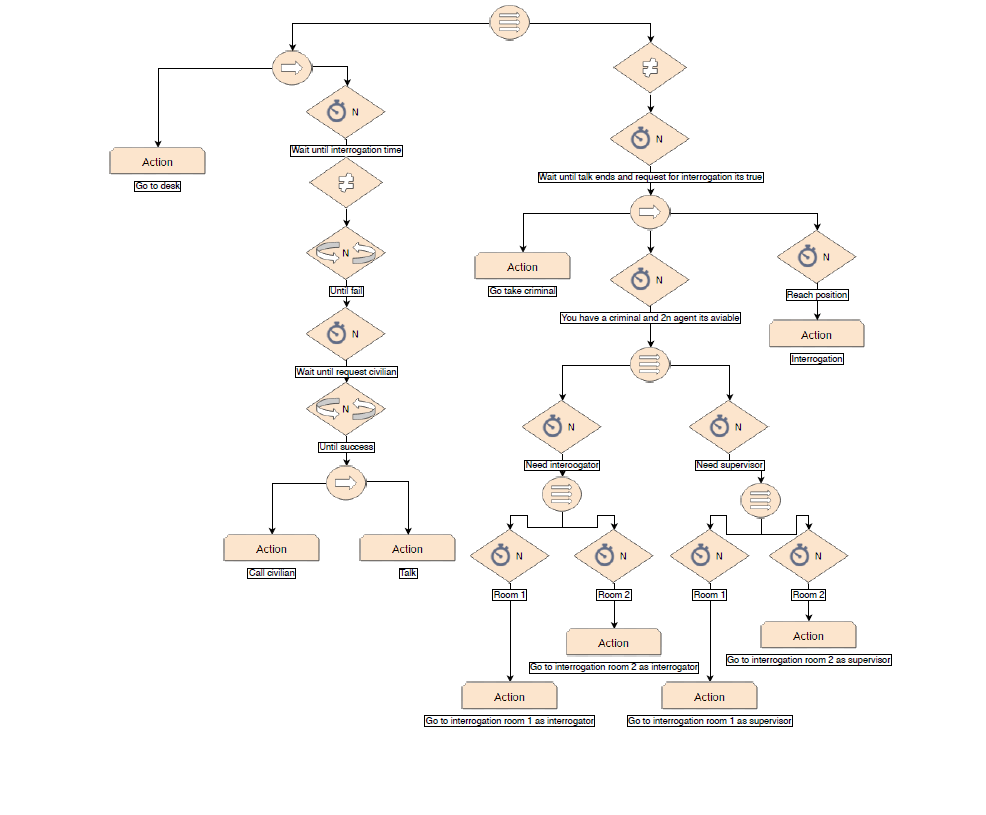 N
Wait until interrogation time
Action
Go to desk
N
Wait until talk ends and request for interrogation its true
N
Until fail
Action
Go take criminal
N
You have a criminal and 2n agent its aviable
N
Reach position
Action
Interrogation
N
Wait until request civilian
N
Until success
N
Need interoogator
N
Need supervisor
Action
Call civilian
Action
Talk
N
Room 1
N
Room 2
N
Room 1
N
Room 2
Action
Go to interrogation room 2 as interrogator
Action
Go to interrogation room 2 as supervisor
Action
Go to interrogation room 1 as interrogator
Action
Go to interrogation room 1 as supervisor